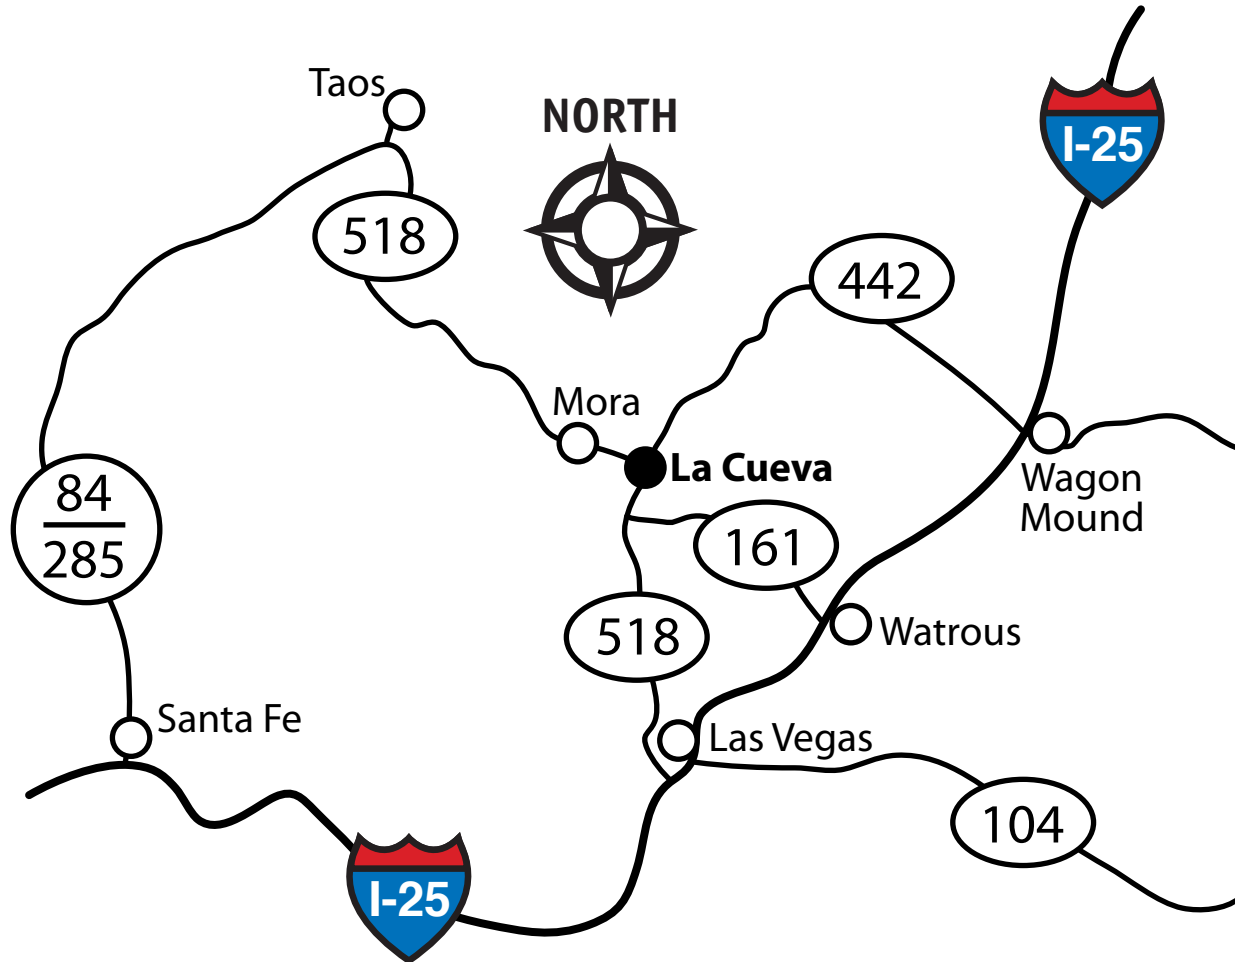 Taos
NORTH
I-25
518
442
Mora
La Cueva
Wagon
Mound
84
285
161
518
Watrous
Santa Fe
Las Vegas
104
I-25